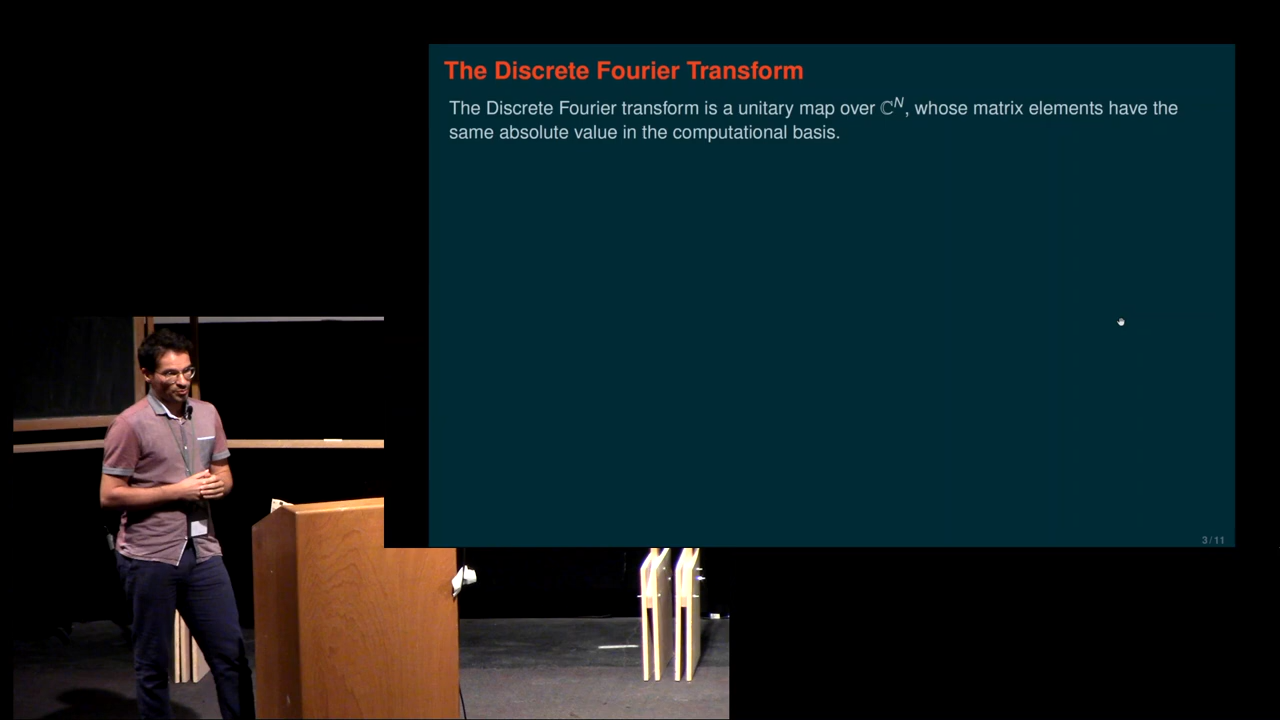 The Discrete Fourier Transform
The Discrete Fourier transform is a unitary map over ℂᴺ, whose matrix elements have the
same absolute value in the computational basis.
3 / 11